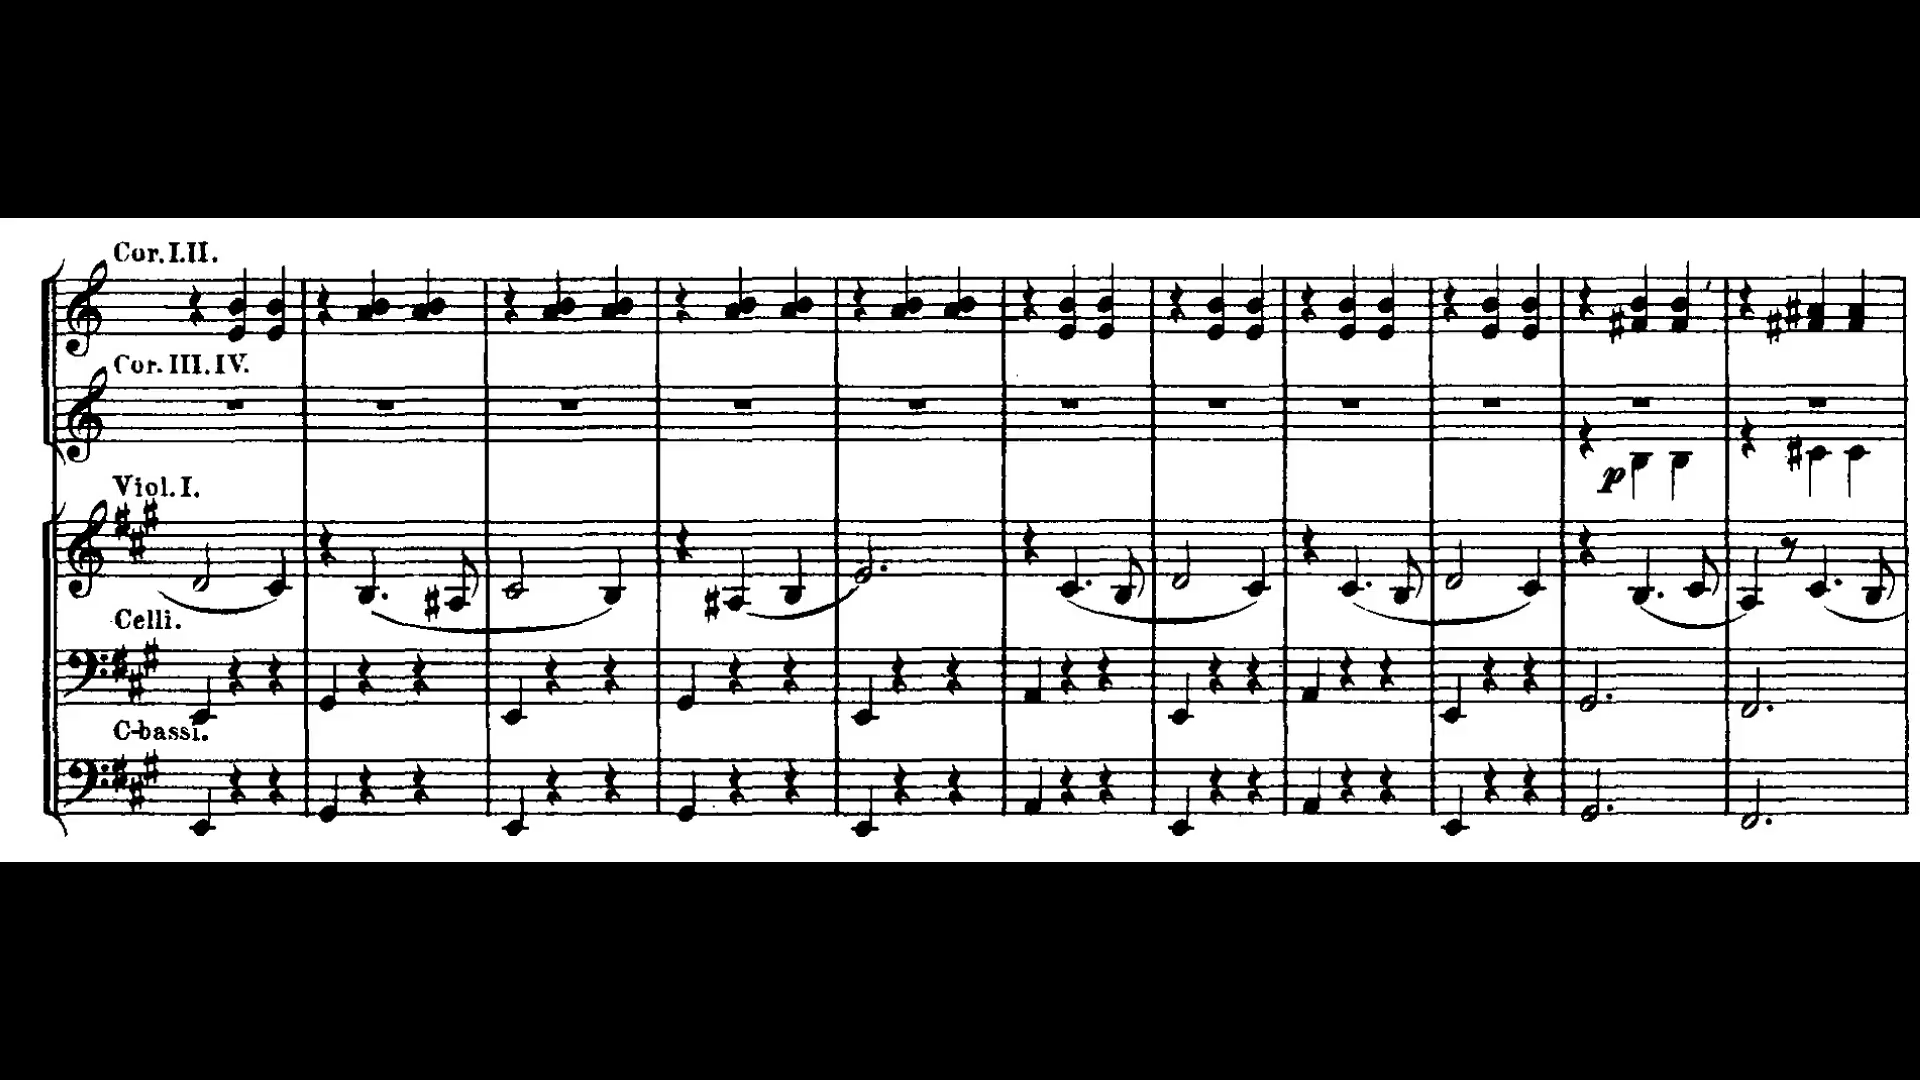 Cor. I. II.
Cor. III. IV.
p
Viol. I.
Celli.
C-bassi.